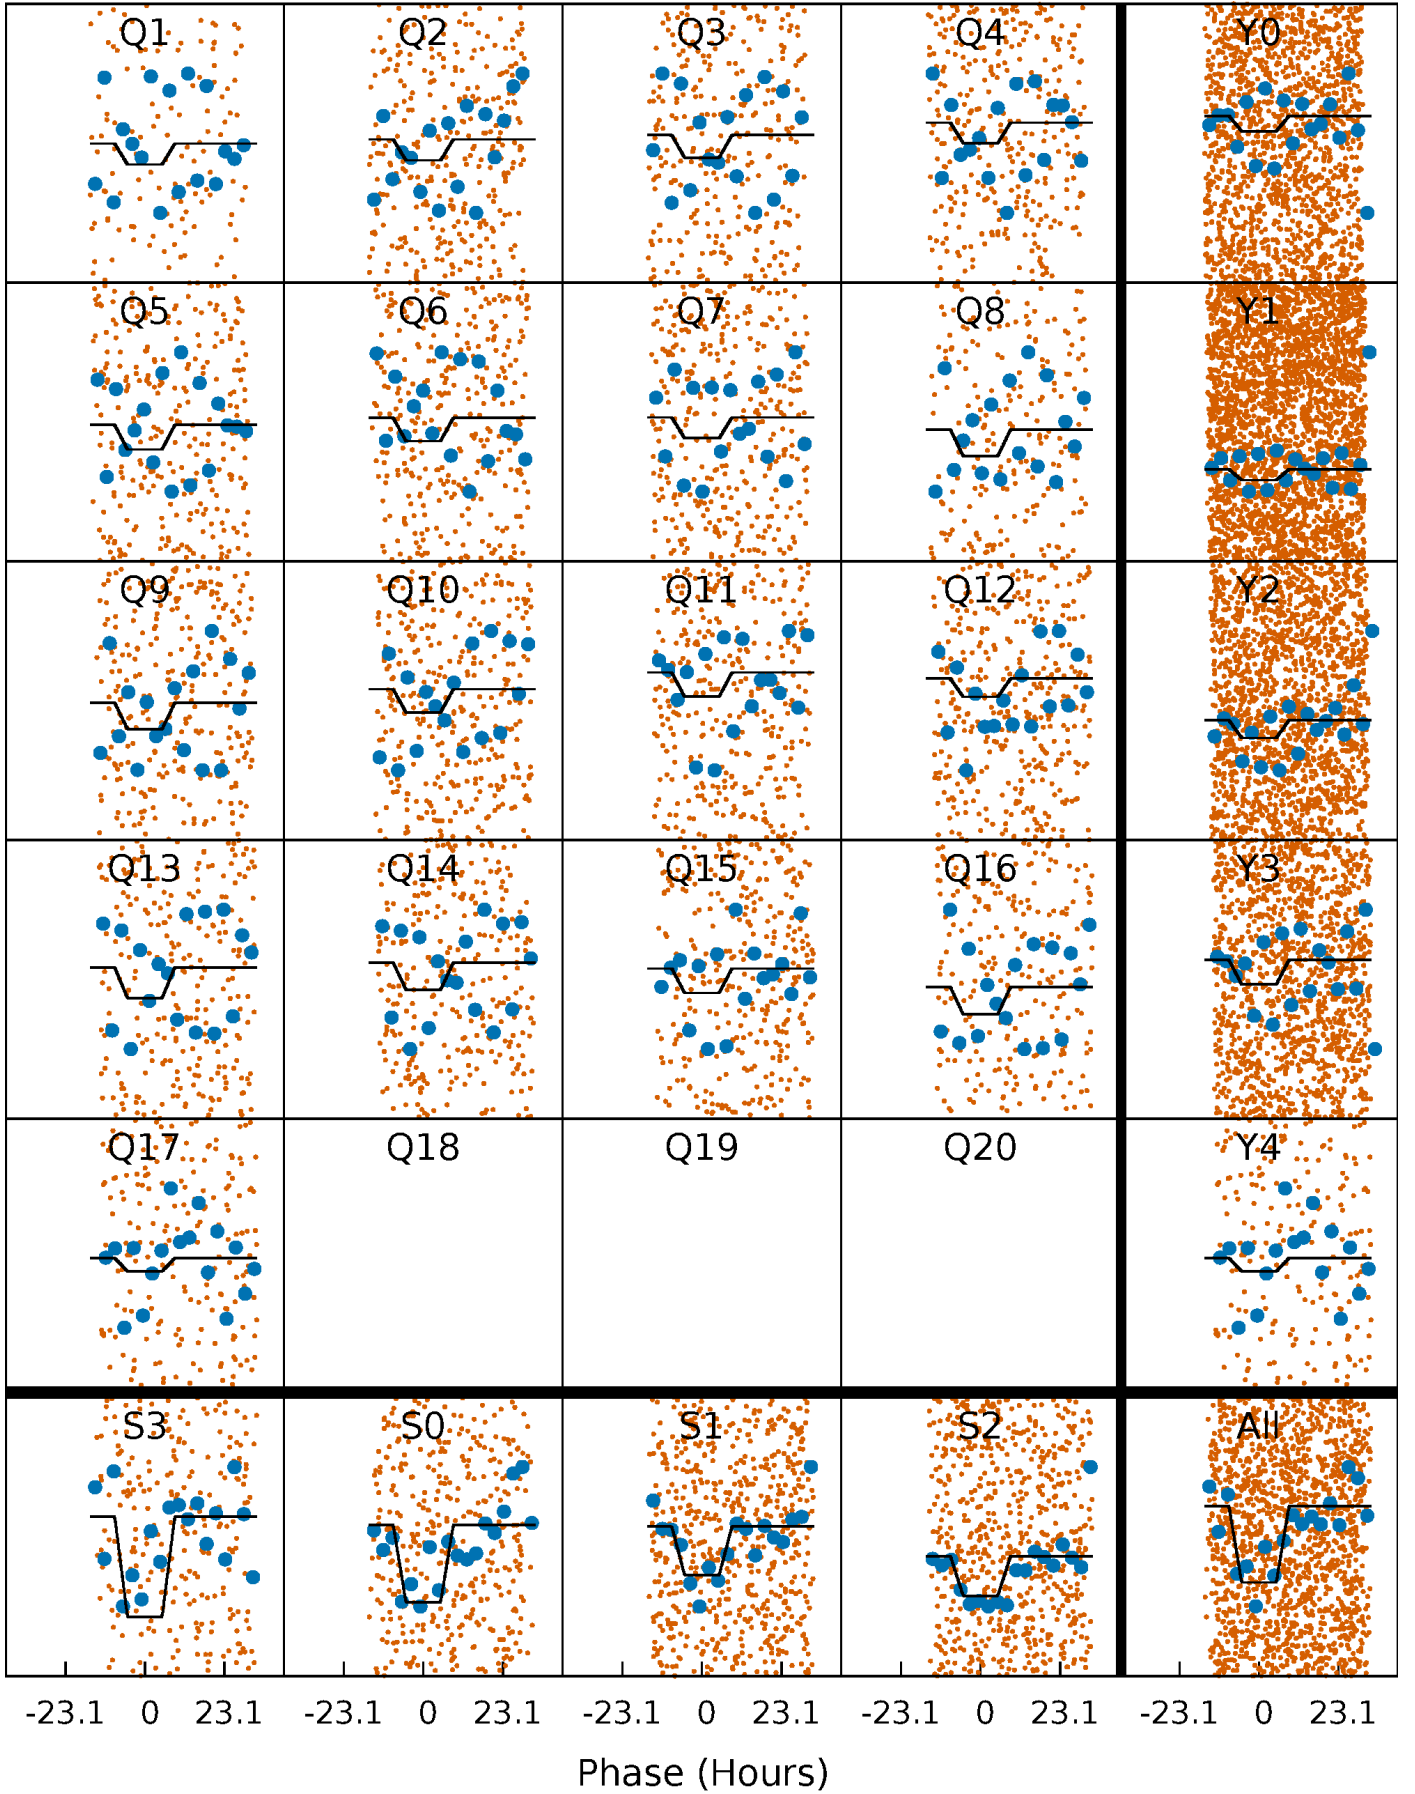 Q1 Q2 Q3 Q4 Y0
Q5 Q6 Q7 Q8 Y1
Q9 Q10 Q11 Q12 Y2
Q13 Q14 Q15 Q16 Y3
Q17 Q18 Q19 Q20 Y4
S3 S0 S1 S2 All
-23.1 0 23.1 -23.1 0 23.1 -23.1 0 23.1 -23.1 0 23.1 -23.1 0 23.1
Phase (Hours)